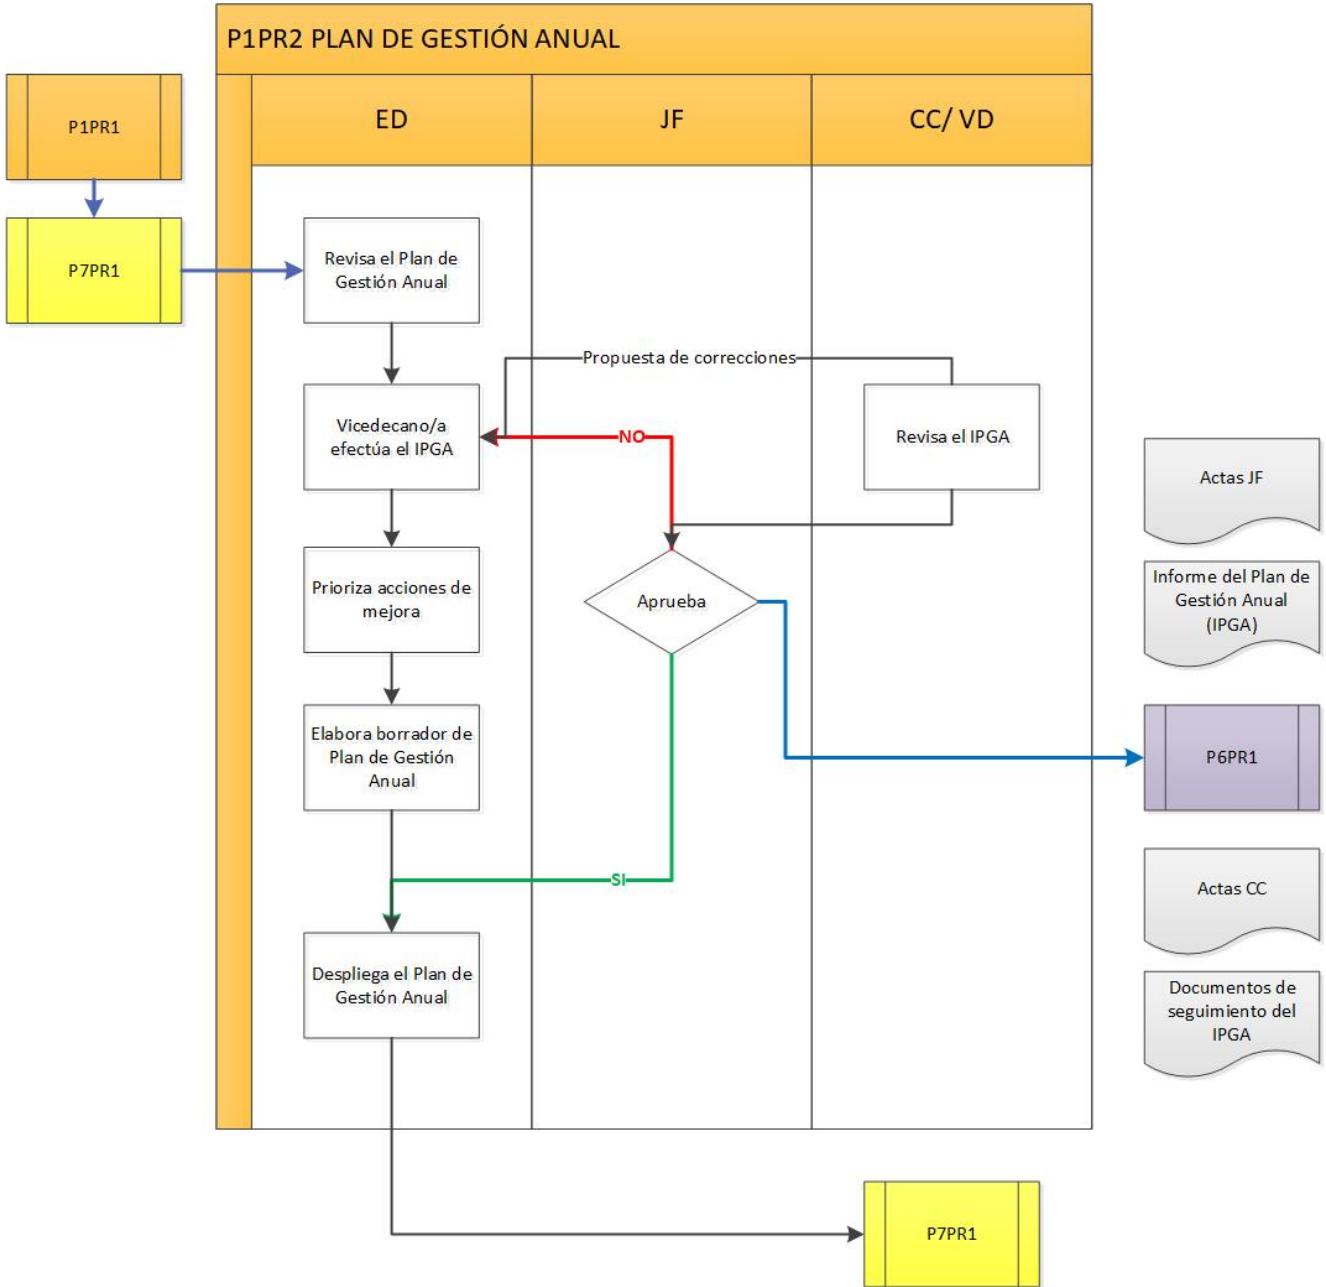 P1PR2 PLAN DE GESTIÓN ANUAL
ED
JF
CC/ VD
P1PR1
P7PR1
Revisa el Plan de
Gestión Anual
Propuesta de correcciones
Vicedecano/a
efectúa el IPGA
NO
Revisa el IPGA
Actas JF
Prioriza acciones de
mejora
Aprueba
Informe del Plan de
Gestión Anual
(IPGA)
Elabora borrador de
Plan de Gestión
Anual
P6PR1
SI
Actas CC
Despliega el Plan de
Gestión Anual
Documentos de
seguimiento del
IPGA
P7PR1